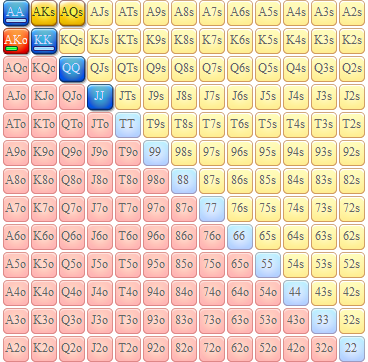 AA AKs AQs AJs ATs A9s A8s A7s A6s A5s A4s A3s A2s
AKo KK KQs KJs KTs K9s K8s K7s K6s K5s K4s K3s K2s
AQo KQo QQ QJs QTs Q9s Q8s Q7s Q6s Q5s Q4s Q3s Q2s
AJo KJo QJo JJ JTs J9s J8s J7s J6s J5s J4s J3s J2s
ATo KTo QTo JTo TT T9s T8s T7s T6s T5s T4s T3s T2s
A9o K9o Q9o J9o T9o 99 98s 97s 96s 95s 94s 93s 92s
A8o K8o Q8o J8o T8o 98o 88 87s 86s 85s 84s 83s 82s
A7o K7o Q7o J7o T7o 97o 87o 77 76s 75s 74s 73s 72s
A6o K6o Q6o J6o T6o 96o 86o 76o 66 65s 64s 63s 62s
A5o K5o Q5o J5o T5o 95o 85o 75o 65o 55 54s 53s 52s
A4o K4o Q4o J4o T4o 94o 84o 74o 64o 54o 44 43s 42s
A3o K3o Q3o J3o T3o 93o 83o 73o 63o 53o 43o 33 32s
A2o K2o Q2o J2o T2o 92o 82o 72o 62o 52o 42o 32o 22